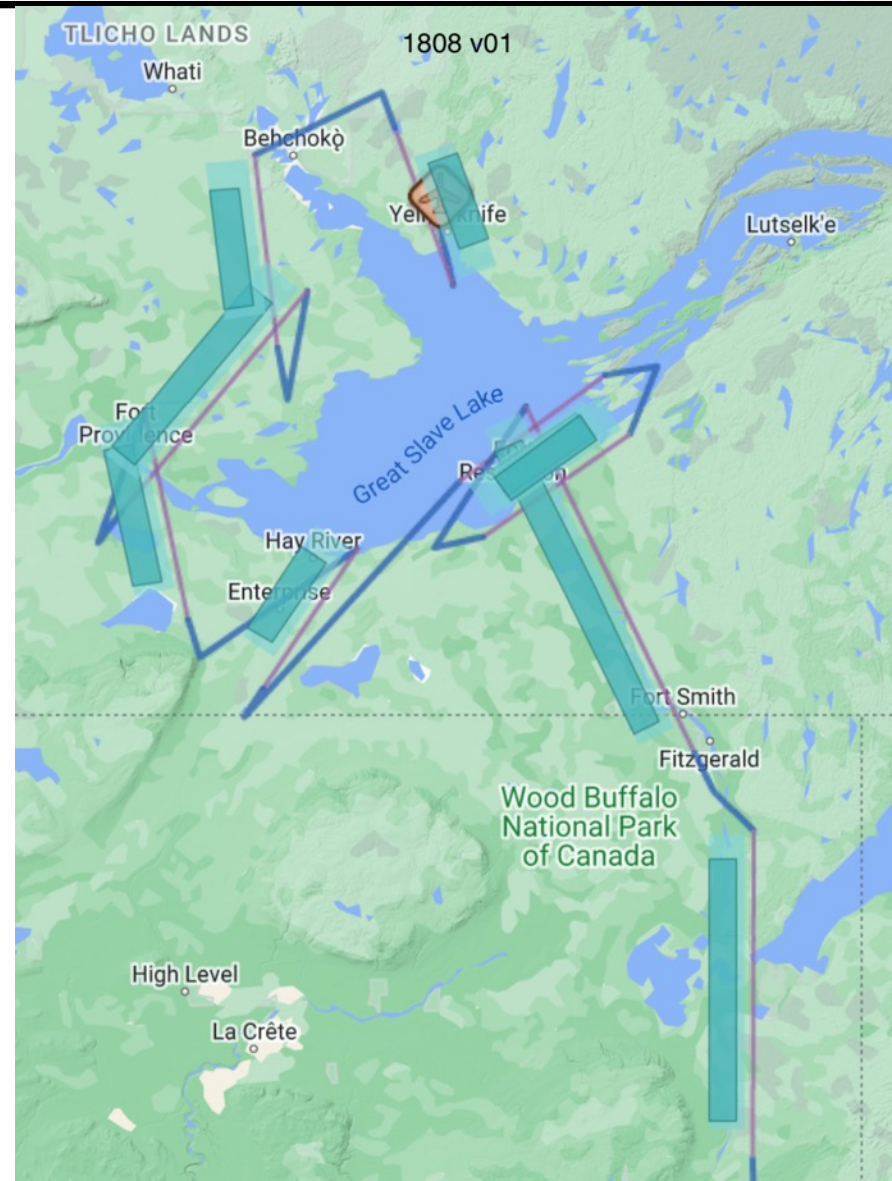 TLICHO LANDS
1808 v01
Whati
Behchokǫ̀
Lutselk'e
Fort
Great Slave Lake
Hay River
Enterprise
Fort Smith
Fitzgerald
Wood Buffalo
National Park
of Canada
High Level
La Crête